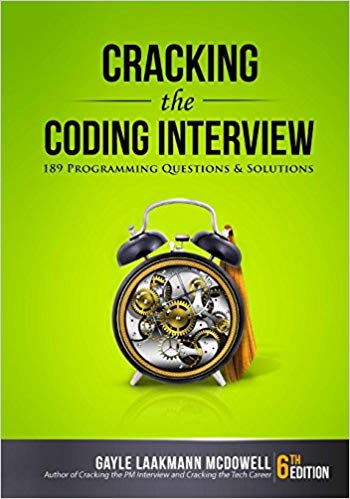 CRACKING
the
CODING INTERVIEW
189 PROGRAMMING QUESTIONS & SOLUTIONS
GAYLE LAAKMANN MCDOWELL
Author of Cracking the PM Interview and Cracking the Tech Career
6TH
EDITION